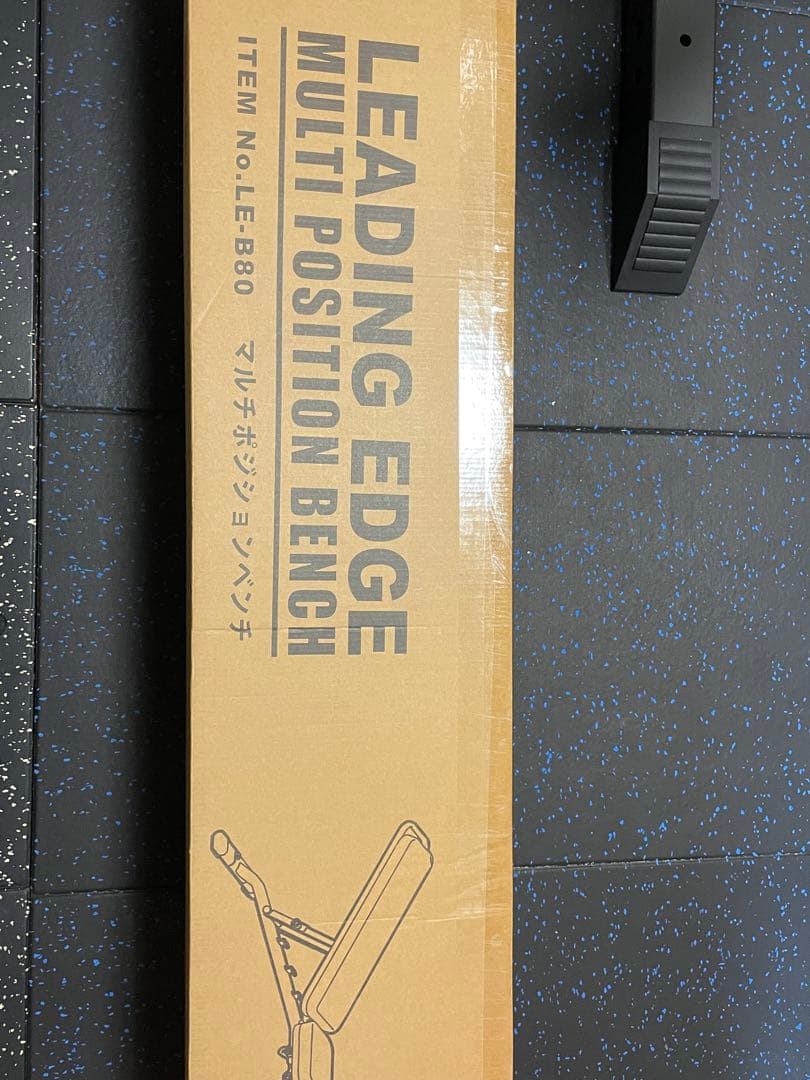 LEADING EDGE
MULTI POSITION BENCH
ITEM No.LE-B80 マルチポジションベンチ